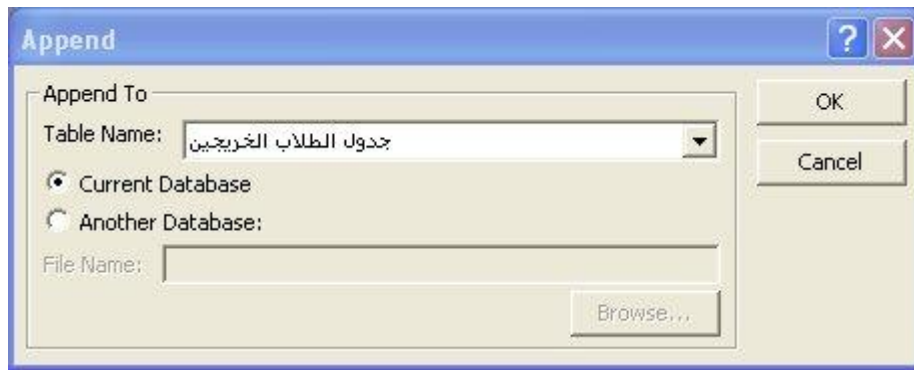 Append
Append To
OK
Table Name: جدول الطلاب الخريجين
Cancel
Current Database
Another Database:
File Name:
Browse...